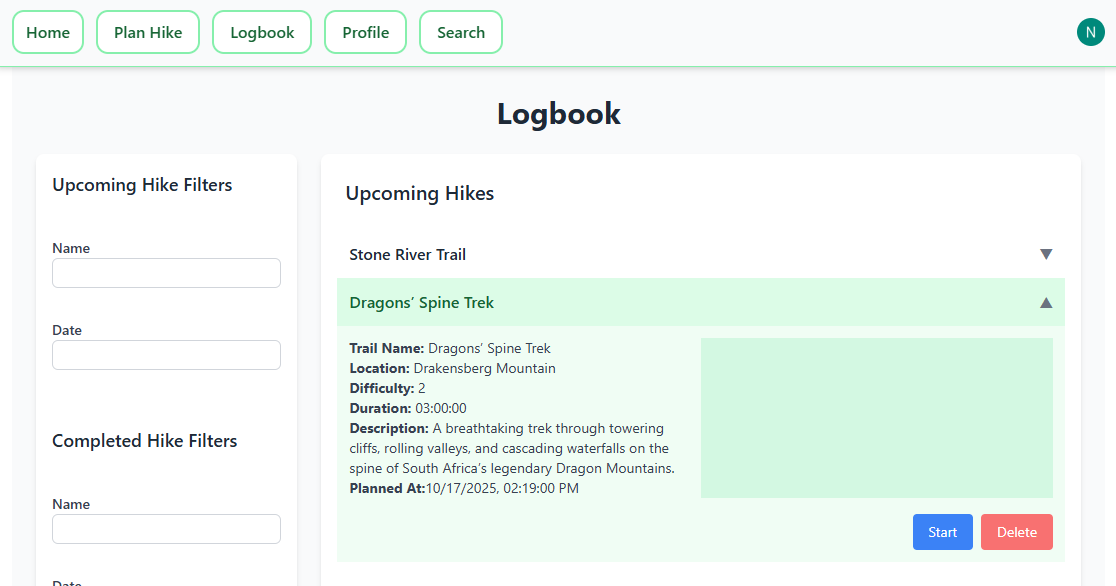 Home
Plan Hike
Logbook
Profile
Search
N
Logbook
Upcoming Hike Filters
Name
Date
Completed Hike Filters
Name
Date
Upcoming Hikes
Stone River Trail
▼
Dragons’ Spine Trek
▲
Trail Name: Dragons’ Spine Trek
Location: Drakensberg Mountain
Difficulty: 2
Duration: 03:00:00
Description: A breathtaking trek through towering
cliffs, rolling valleys, and cascading waterfalls on the
spine of South Africa’s legendary Dragon Mountains.
Planned At:10/17/2025, 02:19:00 PM
Start
Delete